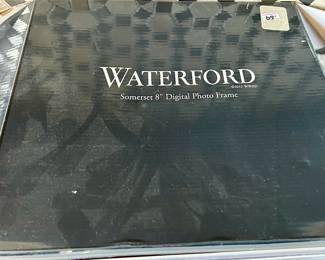 WATERFORD
Somerset 8" Digital Photo Frame